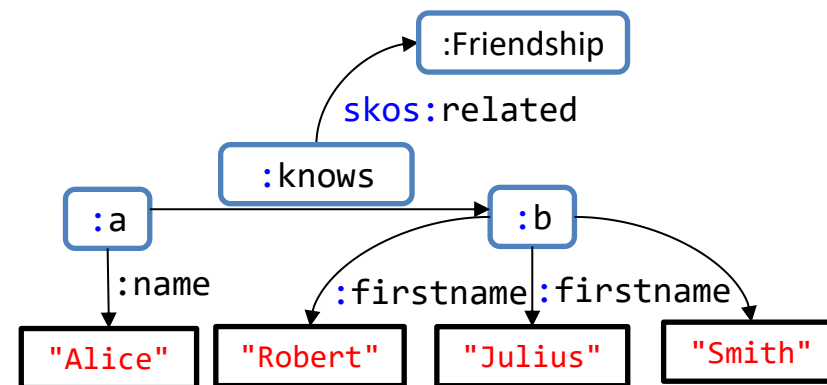 :Friendship
skos:related
:knows
:a
:b
:name
:firstname
:firstname
"Alice"
"Robert"
"Julius"
"Smith"